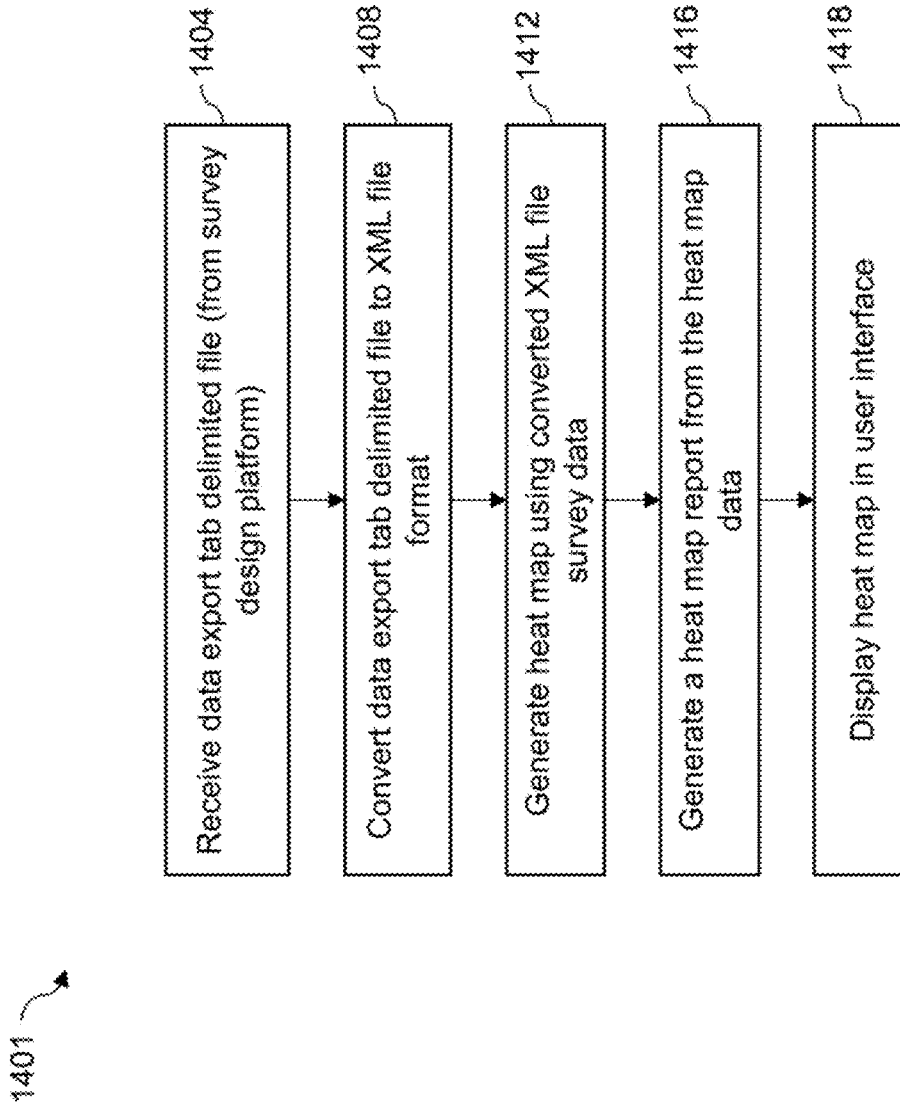 1401
Receive data export tab delimited file (from survey
design platform)
1404
Convert data export tab delimited file to XML file
format
1408
Generate heat map using converted XML file
survey data
1412
Generate a heat map report from the heat map
data
1416
Display heat map in user interface
1418